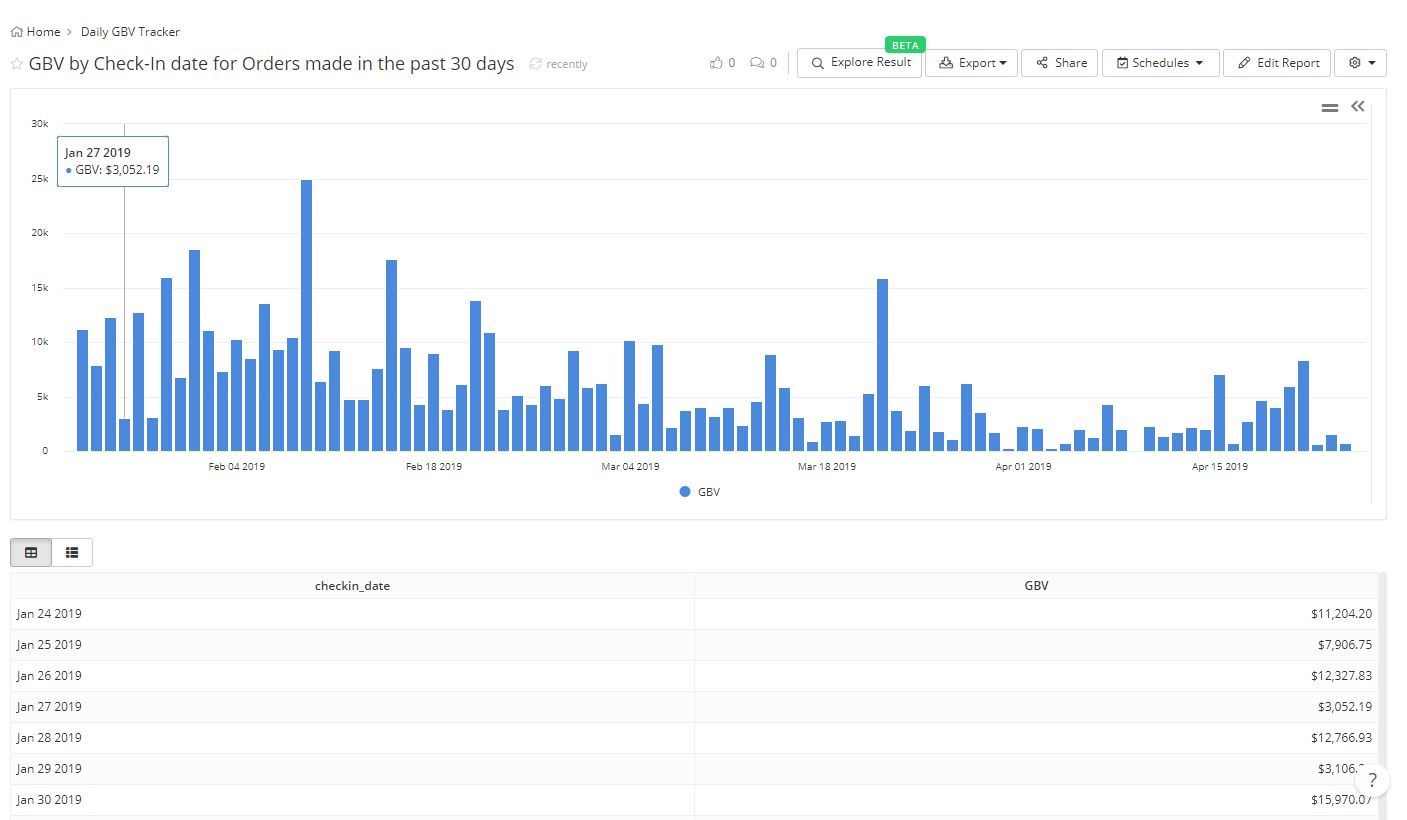 Home > Daily GBV Tracker
GBV by Check-In date for Orders made in the past 30 days recently
0 0 Explore Result BETA Export Share Schedules Edit Report
30k
Jan 27 2019
GBV: $3,052.19
25k
20k
15k
10k
5k
0
Feb 04 2019 Feb 18 2019 Mar 04 2019 Mar 18 2019 Apr 01 2019 Apr 15 2019
GBV
checkin_date GBV
Jan 24 2019 $11,204.20
Jan 25 2019 $7,906.75
Jan 26 2019 $12,327.83
Jan 27 2019 $3,052.19
Jan 28 2019 $12,766.93
Jan 29 2019 $3,106. ?
Jan 30 2019 $15,970.07